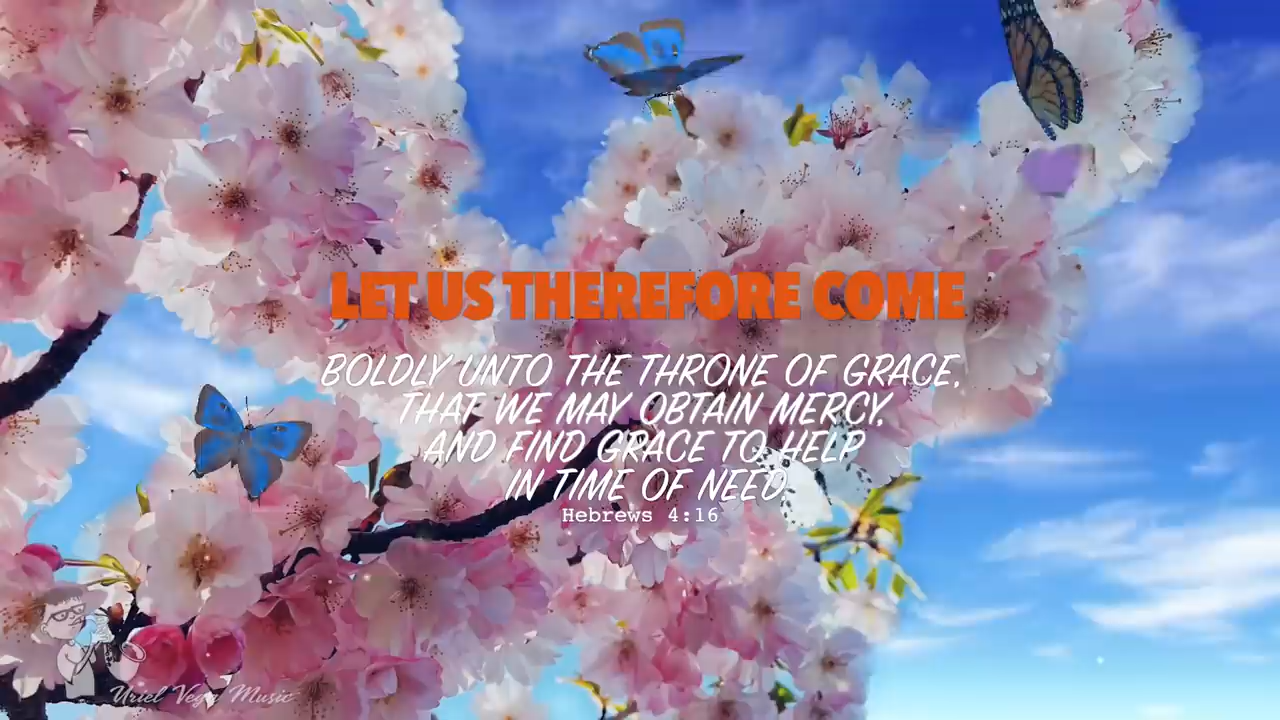 LET US THEREFORE COME
BOLDLY UNTO THE THRONE OF GRACE,
THAT WE MAY OBTAIN MERCY,
AND FIND GRACE TO HELP
IN TIME OF NEED.
Hebrews 4:16
Uriel Vega Music